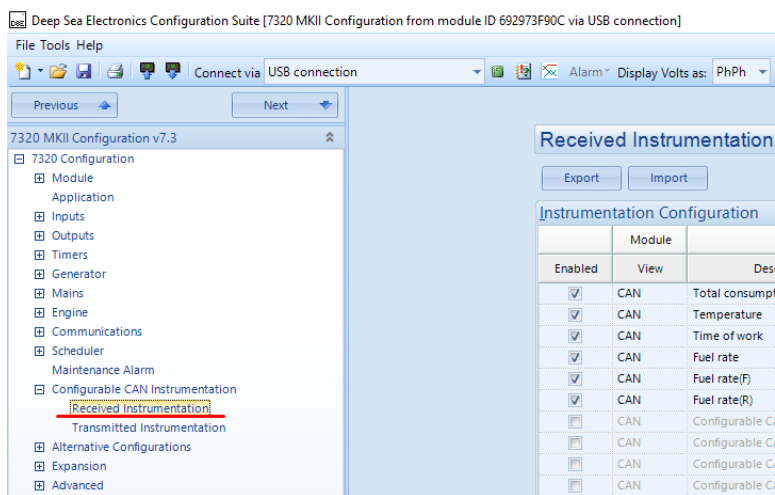 DSE Deep Sea Electronics Configuration Suite [7320 MKII Configuration from module ID 692973F90C via USB connection]
File Tools Help
Connect via USB connection Alarm Display Volts as: PhPh
Previous Next
7320 MKII Configuration v7.3
7320 Configuration
Module
Application
Inputs
Outputs
Timers
Generator
Mains
Engine
Communications
Scheduler
Maintenance Alarm
Configurable CAN Instrumentation
Received Instrumentation
Transmitted Instrumentation
Alternative Configurations
Expansion
Advanced
Received Instrumentation
Export Import
Instrumentation Configuration
Module
Enabled View Des
CAN Total consumpt
CAN Temperature
CAN Time of work
CAN Fuel rate
CAN Fuel rate(F)
CAN Fuel rate(R)
CAN Configurable C
CAN Configurable C
CAN Configurable C
CAN Configurable C